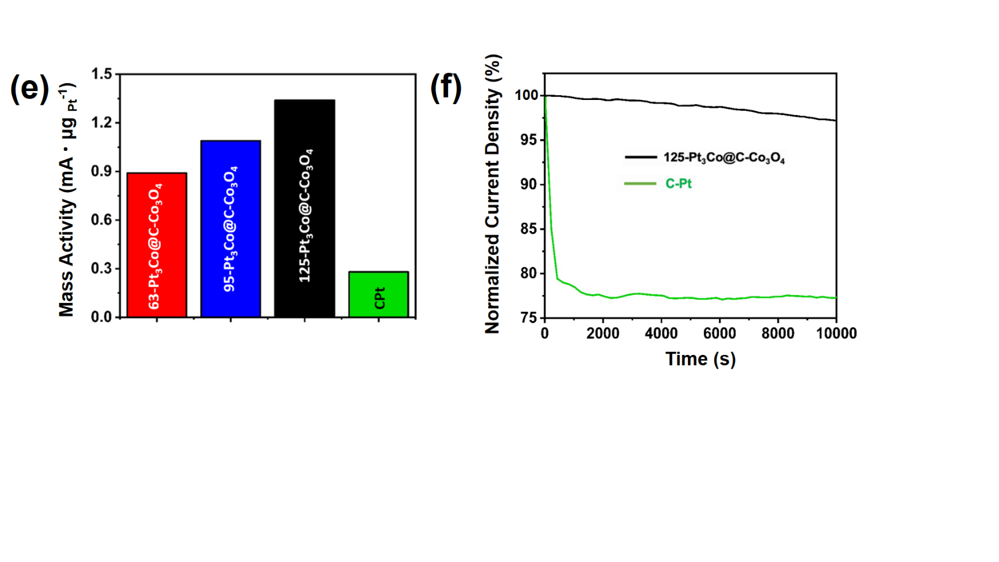 (e)
Mass Activity (mA · µg Pt⁻¹)
1.5
1.2
0.9
0.6
0.3
0.0
63-Pt₃Co@C-Co₃O₄
95-Pt₃Co@C-Co₃O₄
125-Pt₃Co@C-Co₃O₄
CPt
(f)
Normalized Current Density (%)
100
95
90
85
80
75
125-Pt₃Co@C-Co₃O₄
C-Pt
0 2000 4000 6000 8000 10000
Time (s)